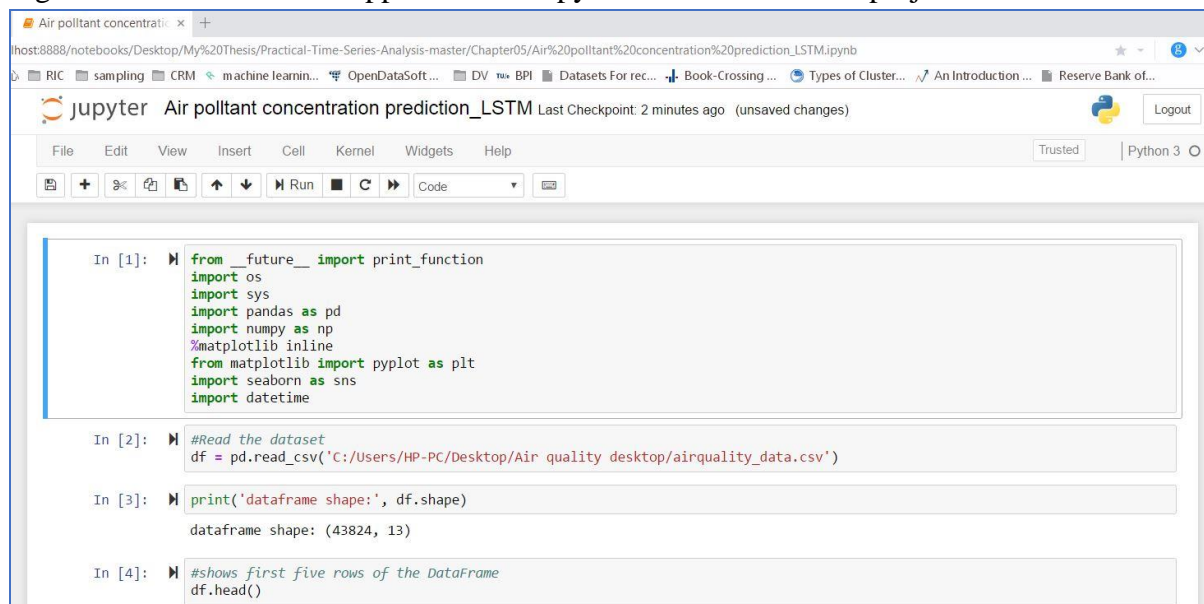 Air polltant concentratic × +
lhost:8888/notebooks/Desktop/My%20Thesis/Practical-Time-Series-Analysis-master/Chapter05/Air%20polltant%20concentration%20prediction_LSTM.ipynb
RIC sampling CRM machine learnin... OpenDataSoft ... DV BPI Datasets For rec... Book-Crossing ... Types of Cluster... An Introduction ... Reserve Bank of...
jupyter Air polltant concentration prediction_LSTM Last Checkpoint: 2 minutes ago (unsaved changes) Logout
File Edit View Insert Cell Kernel Widgets Help Trusted Python 3
Run Code
In [1]: from __future__ import print_function
import os
import sys
import pandas as pd
import numpy as np
%matplotlib inline
from matplotlib import pyplot as plt
import seaborn as sns
import datetime
In [2]: #Read the dataset
df = pd.read_csv('C:/Users/HP-PC/Desktop/Air quality desktop/airquality_data.csv')
In [3]: print('dataframe shape:', df.shape)
dataframe shape: (43824, 13)
In [4]: #shows first five rows of the DataFrame
df.head()